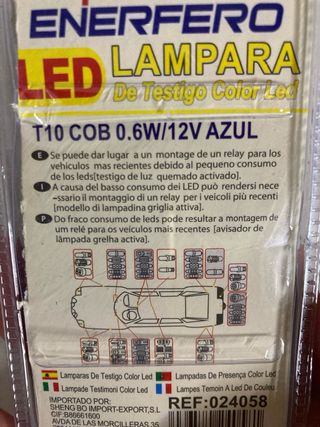 ENERFERO
LED LAMPARA
De Testigo Color Led
T10 COB 0.6W/12V AZUL
E Se puede dar lugar a un montage de un relay para los
vehiculos mas recientes debido al pequeno consumo
de los leds[testigo de luz quemado activado].
I A causa del basso consumo dei LED può rendersi nece
-ssario il montaggio di un relay per i veicoli più recenti
[modello di lampadina griglia attiva].
P Do fraco consumo de leds pode resultar a montagem de
um relé para os veículos mais recentes [avisador de
lâmpada grelha activa].
Lamparas De Testigo Color Led
Lampadas De Presença Color Led
Lampade Testimoni Color Led
Lampes Temoin A Led De Couleu
IMPORTADO POR:
SHENG BO IMPORT-EXPORT,S.L
CIF:B86661600
AVDA DE LAS MORCILLERAS 35
REF:024058